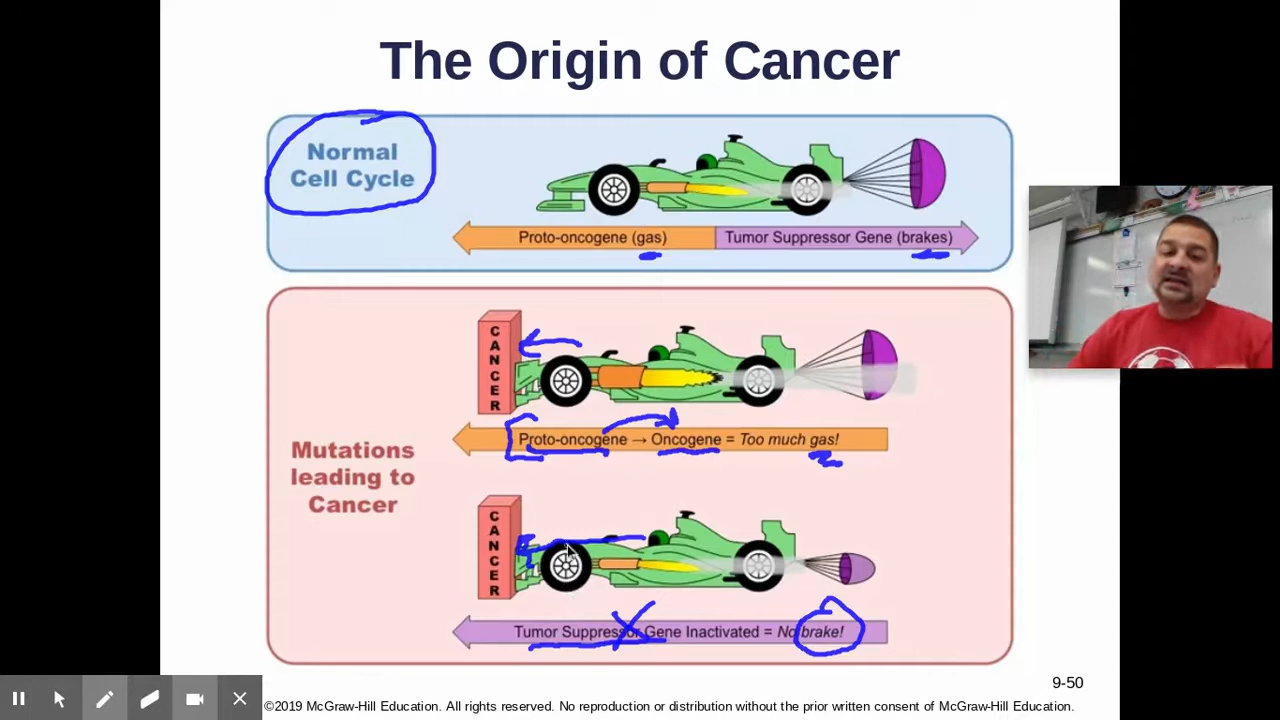 The Origin of Cancer
Normal
Cell Cycle
Proto-oncogene (gas)
Tumor Suppressor Gene (brakes)
CANCER
Proto-oncogene → Oncogene = Too much gas!
Mutations
leading to
Cancer
CANCER
Tumor Suppressor Gene Inactivated = No brake!
9-50
©2019 McGraw-Hill Education. All rights reserved. No reproduction or distribution without the prior written consent of McGraw-Hill Education.